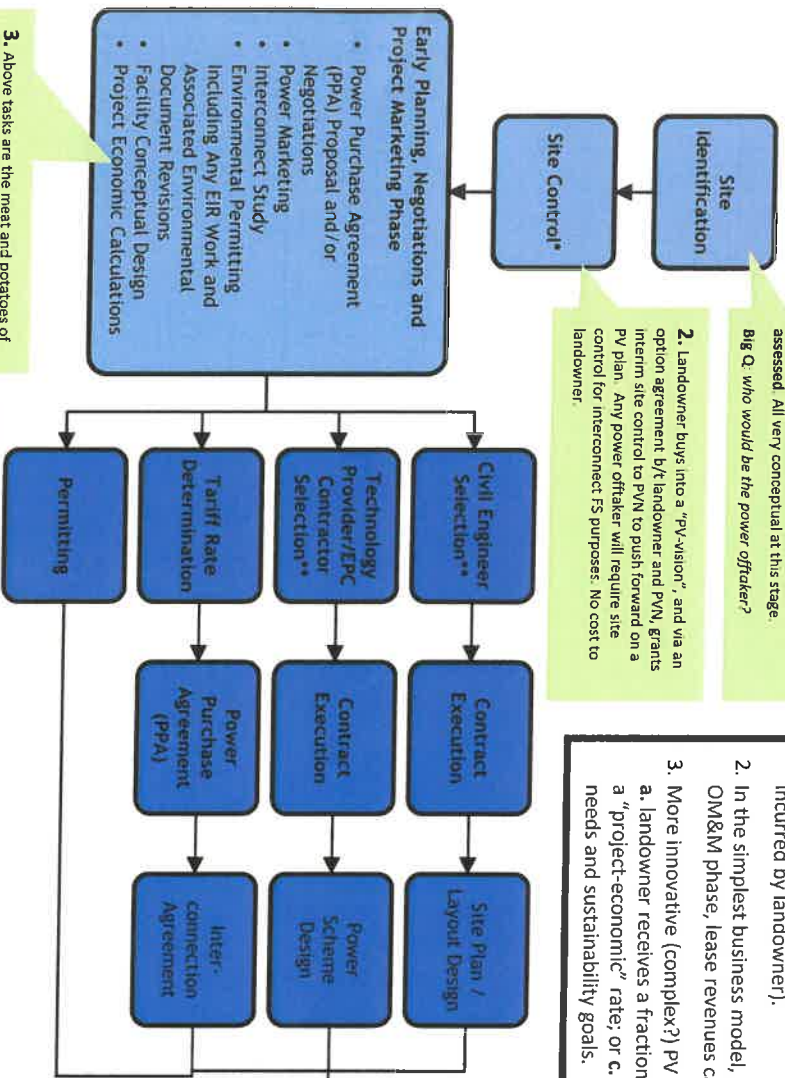 assessed. All very conceptual at this stage.
Big Q: who would be the power offtaker?
Site
Identification
2. Landowner buys into a "PV-vision", and via an
option agreement b/t landowner and PVN, grants
interim site control to PVN to push forward on a
PV plan. Any power offtaker will require site
control for interconnect FS purposes. No cost to
landowner.
Site Control*
Early Planning, Negotiations and
Project Marketing Phase
• Power Purchase Agreement
(PPA) Proposal and/or
Negotiations
• Power Marketing
• Interconnect Study
• Environmental Permitting
Including Any EIR Work and
Associated Environmental
Document Revisions
• Facility Conceptual Design
• Project Economic Calculations
3. Above tasks are the meat and potatoes of
incurred by landowner).
2. In the simplest business model,
OM&M phase, lease revenues
3. More innovative (complex?) PV
a. landowner receives a fraction
a "project-economic" rate; or c.
needs and sustainability goals.
Civil Engineer
Selection**
Contract
Execution
Site Plan /
Layout Design
Technology
Provider/EPC
Contractor
Selection**
Contract
Execution
Power
Scheme
Design
Tariff Rate
Determination
Power
Purchase
Agreement
(PPA)
Inter-
connection
Agreement
Permitting